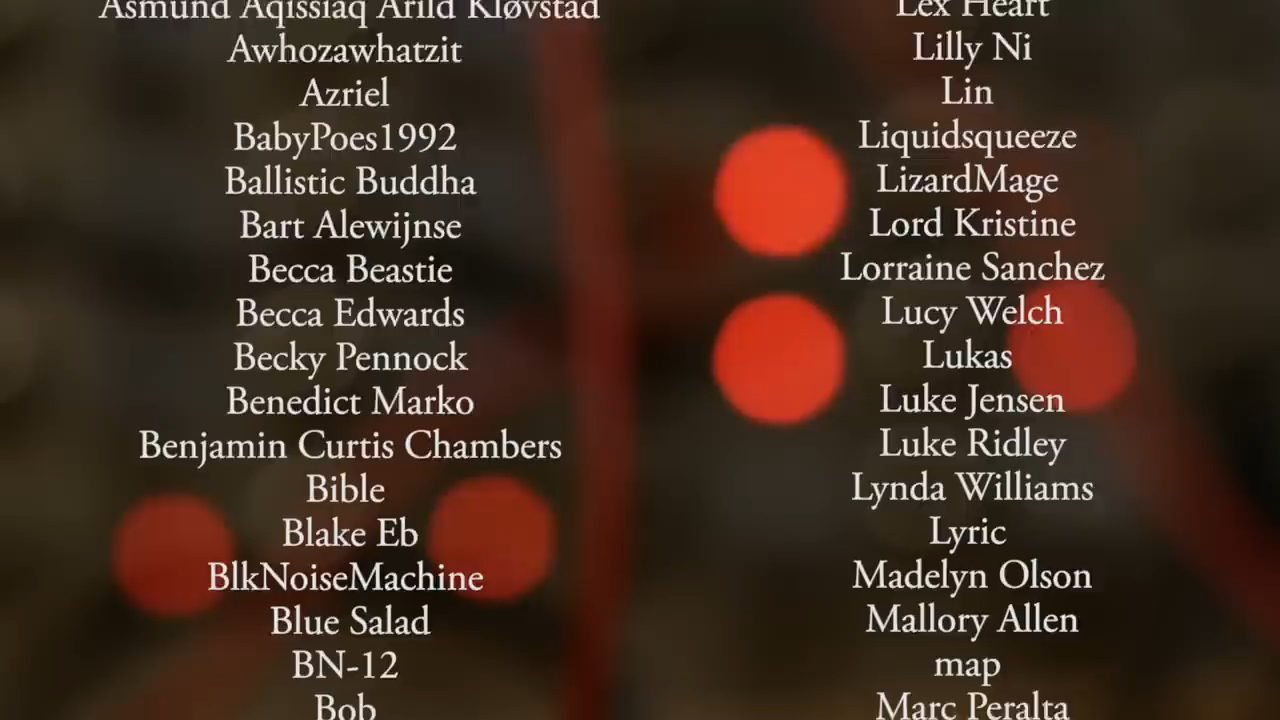 Asmund Aqissiaq Arild Kløvstad
Awhozawhatzit
Azriel
BabyPoes1992
Ballistic Buddha
Bart Alewijnse
Becca Beastie
Becca Edwards
Becky Pennock
Benedict Marko
Benjamin Curtis Chambers
Bible
Blake Eb
BlkNoiseMachine
Blue Salad
BN-12
Bob
Lex Heart
Lilly Ni
Lin
Liquidsqueeze
LizardMage
Lord Kristine
Lorraine Sanchez
Lucy Welch
Lukas
Luke Jensen
Luke Ridley
Lynda Williams
Lyric
Madelyn Olson
Mallory Allen
map
Marc Peralta